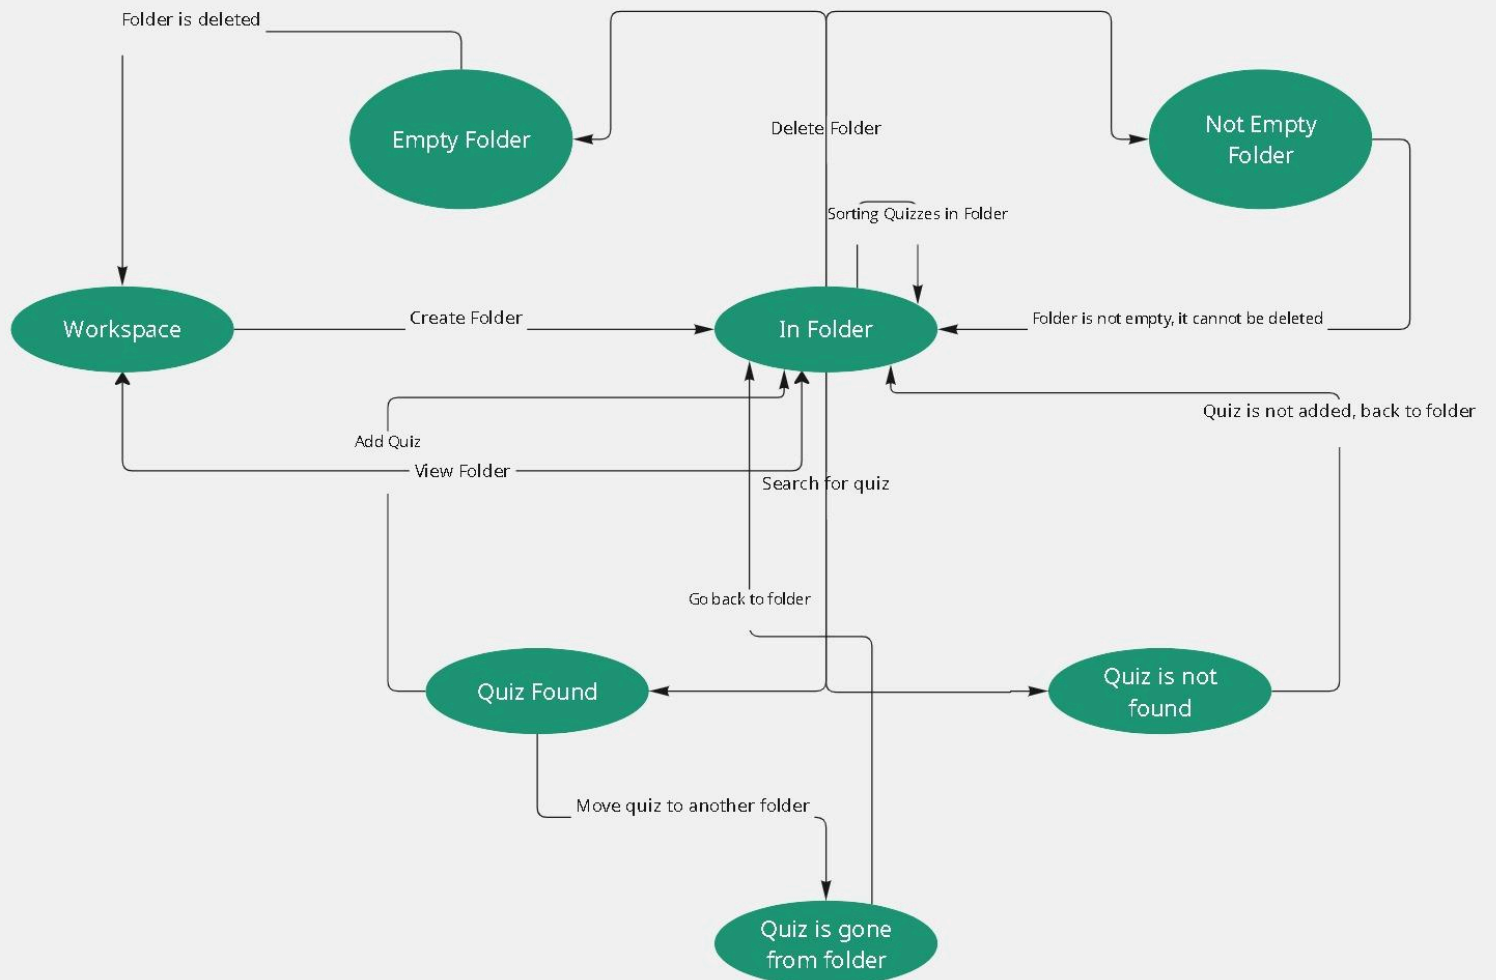 Folder is deleted
Empty Folder
Delete Folder
Not Empty
Folder
Sorting Quizzes in Folder
Workspace
Create Folder
In Folder
Folder is not empty, it cannot be deleted
Quiz is not added, back to folder
Add Quiz
View Folder
Search for quiz
Go back to folder
Quiz Found
Quiz is not
found
Move quiz to another folder
Quiz is gone
from folder